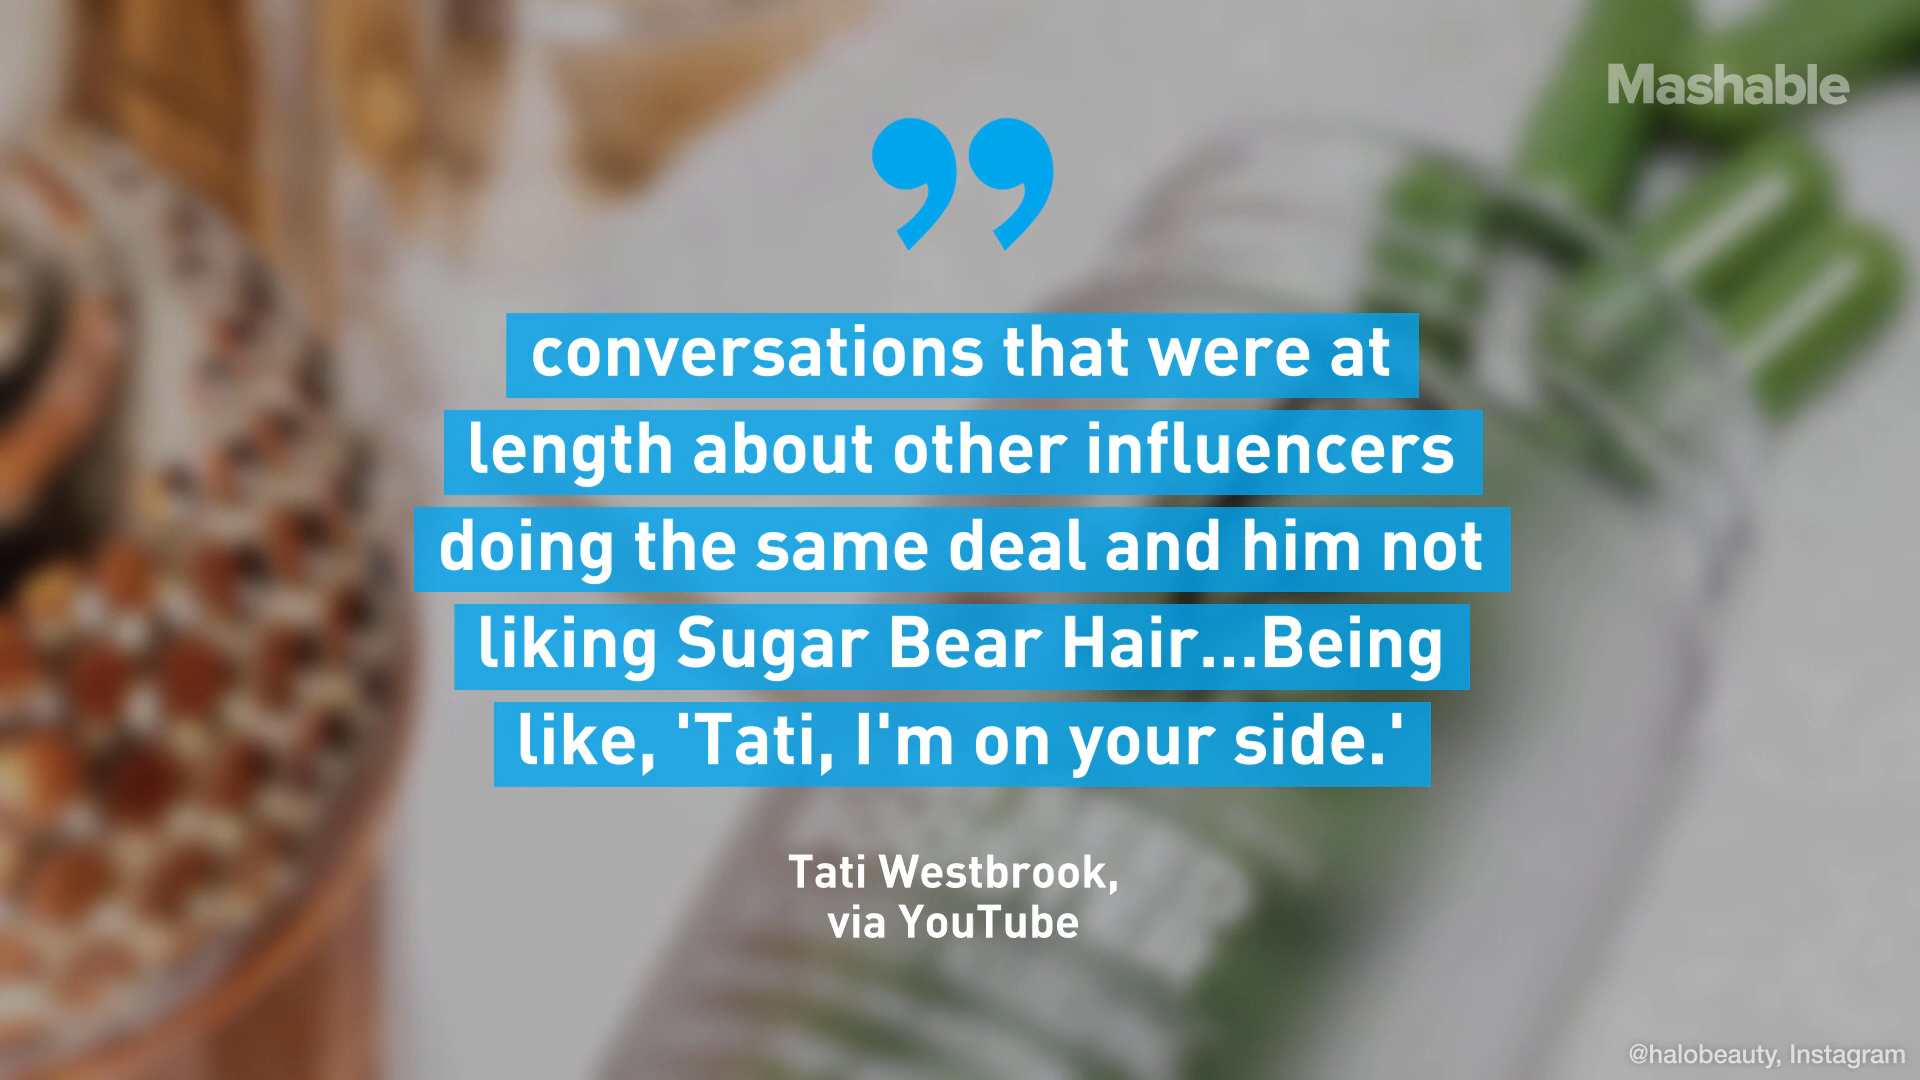 Mashable
”
conversations that were at
length about other influencers
doing the same deal and him not
liking Sugar Bear Hair...Being
like, 'Tati, I'm on your side.'
Tati Westbrook,
via YouTube
@halobeauty, Instagram